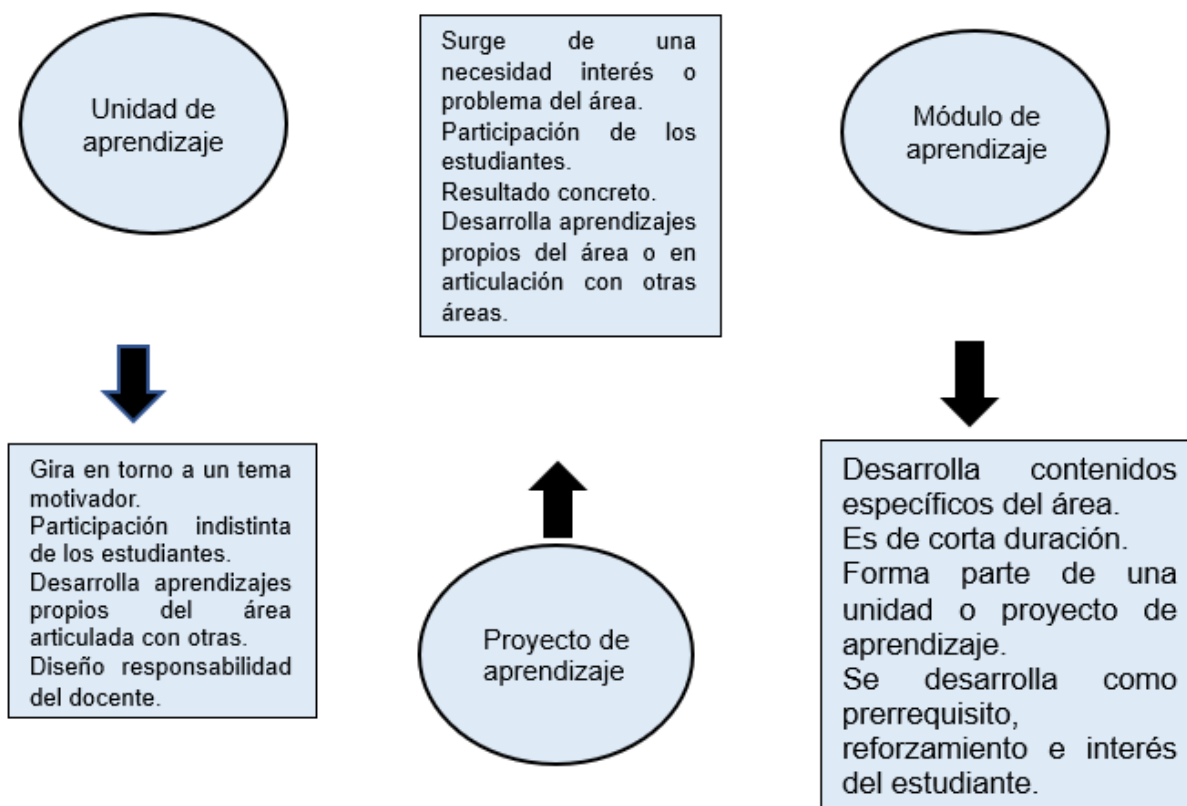 Unidad de
aprendizaje
Surge de una
necesidad interés o
problema del área.
Participación de los
estudiantes.
Resultado concreto.
Desarrolla aprendizajes
propios del área o en
articulación con otras
áreas.
Módulo de
aprendizaje
Gira en torno a un tema
motivador.
Participación indistinta
de los estudiantes.
Desarrolla aprendizajes
propios del área
articulada con otras.
Diseño responsabilidad
del docente.
Proyecto de
aprendizaje
Desarrolla contenidos
específicos del área.
Es de corta duración.
Forma parte de una
unidad o proyecto de
aprendizaje.
Se desarrolla como
prerrequisito,
reforzamiento e interés
del estudiante.